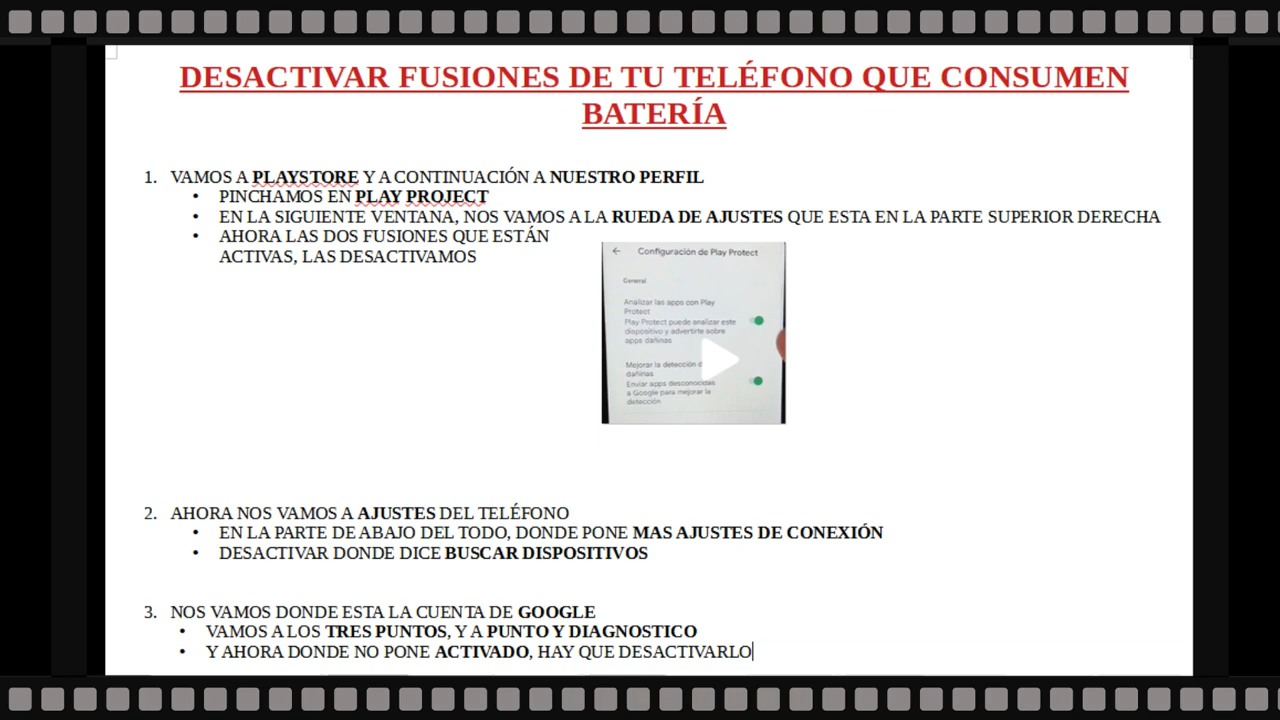 DESACTIVAR FUSIONES DE TU TELÉFONO QUE CONSUMEN
BATERÍA
1. VAMOS A PLAYSTORE Y A CONTINUACIÓN A NUESTRO PERFIL
• PINCHAMOS EN PLAY PROJECT
• EN LA SIGUIENTE VENTANA, NOS VAMOS A LA RUEDA DE AJUSTES QUE ESTA EN LA PARTE SUPERIOR DERECHA
• AHORA LAS DOS FUSIONES QUE ESTÁN
ACTIVAS, LAS DESACTIVAMOS
Configuración de Play Protect
General
Analizar las apps con Play
Protect
Play Protect puede analizar este
dispositivo y advertirte sobre
apps dañinas
Mejorar la detección d
dañinas
Enviar apps desconocidas
a Google para mejorar la
detección
2. AHORA NOS VAMOS A AJUSTES DEL TELÉFONO
• EN LA PARTE DE ABAJO DEL TODO, DONDE PONE MAS AJUSTES DE CONEXIÓN
• DESACTIVAR DONDE DICE BUSCAR DISPOSITIVOS
3. NOS VAMOS DONDE ESTA LA CUENTA DE GOOGLE
• VAMOS A LOS TRES PUNTOS, Y A PUNTO Y DIAGNOSTICO
• Y AHORA DONDE NO PONE ACTIVADO, HAY QUE DESACTIVARLO